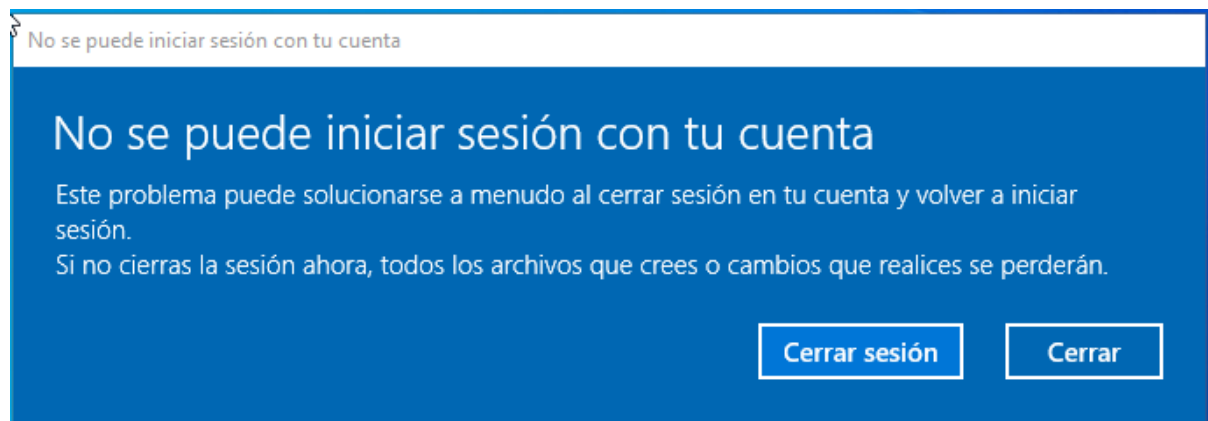 No se puede iniciar sesión con tu cuenta
No se puede iniciar sesión con tu cuenta
Este problema puede solucionarse a menudo al cerrar sesión en tu cuenta y volver a iniciar
sesión.
Si no cierras la sesión ahora, todos los archivos que crees o cambios que realices se perderán.
Cerrar sesión
Cerrar